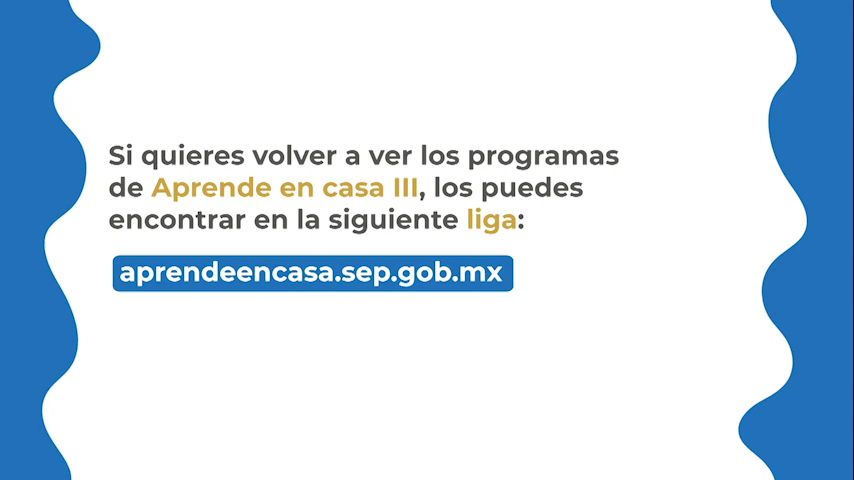 Si quieres volver a ver los programas
de Aprende en casa III, los puedes
encontrar en la siguiente liga:
aprendeencasa.sep.gob.mx